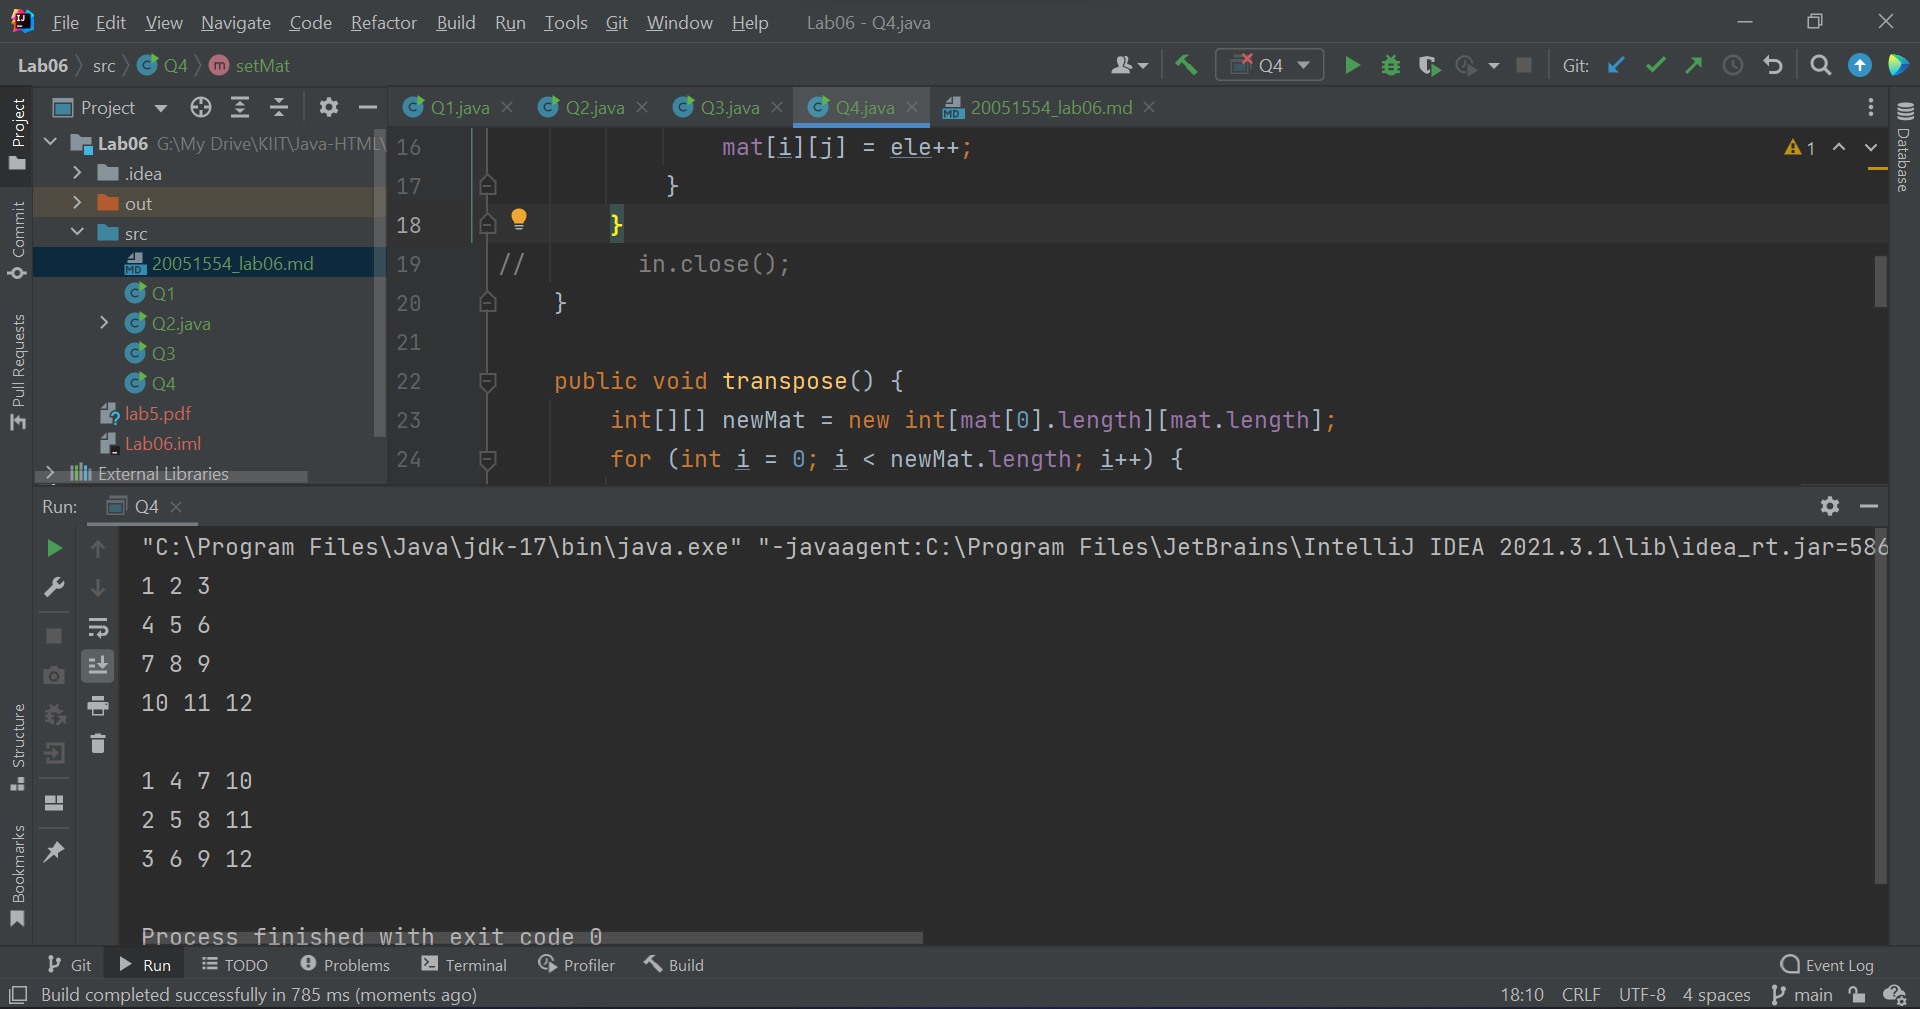 File Edit View Navigate Code Refactor Build Run Tools Git Window Help Lab06 - Q4.java
Lab06 src Q4 m setMat
Q4
Git:
Project
Q1.java Q2.java Q3.java Q4.java 20051554_lab06.md
Project
Commit
Pull Requests
Structure
Bookmarks
Database
Lab06 G:\My Drive\KIIT\Java-HTML\
.idea
out
src
20051554_lab06.md
Q1
Q2.java
Q3
Q4
lab5.pdf
Lab06.iml
External Libraries
1
16 mat[i][j] = ele++;
17 }
18 }
19 // in.close();
20 }
21
22 public void transpose() {
23 int[][] newMat = new int[mat[0].length][mat.length];
24 for (int i = 0; i < newMat.length; i++) {
Run: Q4
"C:\Program Files\Java\jdk-17\bin\java.exe" "-javaagent:C:\Program Files\JetBrains\IntelliJ IDEA 2021.3.1\lib\idea_rt.jar=586
1 2 3
4 5 6
7 8 9
10 11 12
1 4 7 10
2 5 8 11
3 6 9 12
Process finished with exit code 0
Git Run TODO Problems Terminal Profiler Build Event Log
Build completed successfully in 785 ms (moments ago) 18:10 CRLF UTF-8 4 spaces main